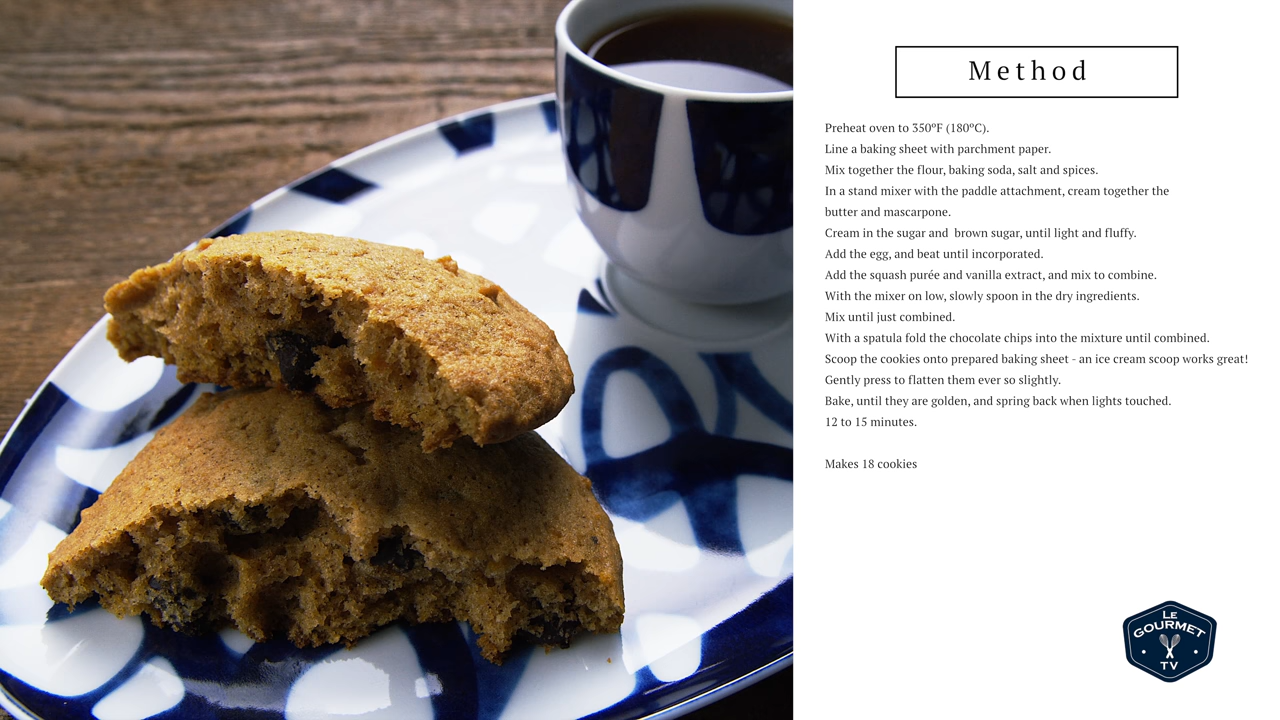 Method
Preheat oven to 350ºF (180ºC).
Line a baking sheet with parchment paper.
Mix together the flour, baking soda, salt and spices.
In a stand mixer with the paddle attachment, cream together the
butter and mascarpone.
Cream in the sugar and  brown sugar, until light and fluffy.
Add the egg, and beat until incorporated.
Add the squash purée and vanilla extract, and mix to combine.
With the mixer on low, slowly spoon in the dry ingredients.
Mix until just combined.
With a spatula fold the chocolate chips into the mixture until combined.
Scoop the cookies onto prepared baking sheet - an ice cream scoop works great!
Gently press to flatten them ever so slightly.
Bake, until they are golden, and spring back when lights touched.
12 to 15 minutes.
Makes 18 cookies
LE
GOURMET
TV